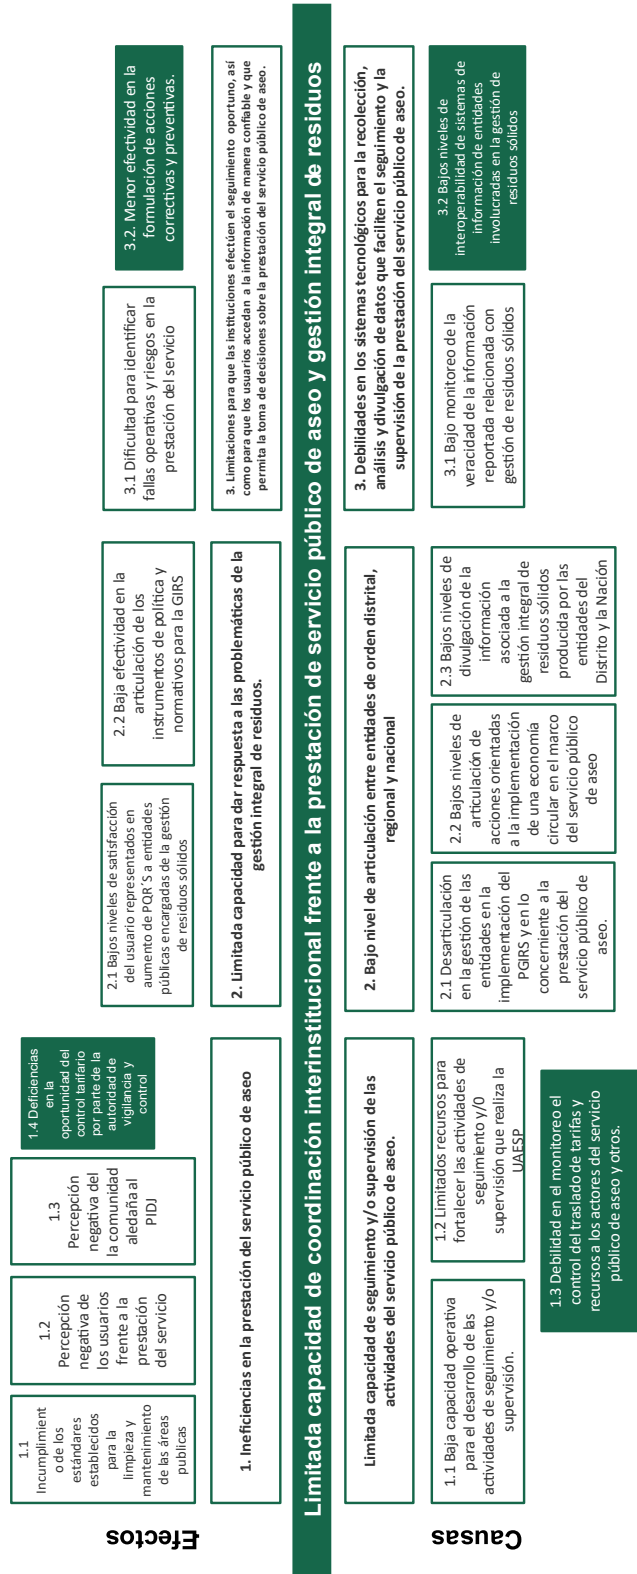 Efectos
1.1
Incumplimient
o de los
estándares
establecidos
para la
limpieza y
mantenimiento
de las áreas
publicas
1.2
Percepción
negativa de
los usuarios
frente a la
prestación
del servicio
1.3
Percepción
negativa del
la comunidad
aledaña al
PIDJ
1.4 Deficiencias
en la
oportunidad del
control tarifario
por parte de la
autoridad de
vigilancia y
control
2.1 Bajos niveles de satisfacción
del usuario representados en
aumento de PQR´S a entidades
públicas encargadas de la gestión
de residuos sólidos
2.2 Baja efectividad en la
articulación de los
instrumentos de política y
normativos para la GIRS
3.1 Dificultad para identificar
fallas operativas y riesgos en la
prestación del servicio
3.2. Menor efectividad en la
formulación de acciones
correctivas y preventivas.
1. Ineficiencias en la prestación del servicio público de aseo
2. Limitada capacidad para dar respuesta a las problemáticas de la
gestión integral de residuos.
3. Limitaciones para que las instituciones efectúen el seguimiento oportuno, así
como para que los usuarios accedan a la información de manera confiable y que
permita la toma de decisiones sobre la prestación del servicio público de aseo.
Limitada capacidad de coordinación interinstitucional frente a la prestación de servicio público de aseo y gestión integral de residuos
Causas
Limitada capacidad de seguimiento y/o supervisión de las
actividades del servicio público de aseo.
2. Bajo nivel de articulación entre entidades de orden distrital,
regional y nacional
3. Debilidades en los sistemas tecnológicos para la recolección,
análisis y divulgación de datos que faciliten el seguimiento y la
supervisión de la prestación del servicio público de aseo.
1.1 Baja capacidad operativa
para el desarrollo de las
actividades de seguimiento y/o
supervisión.
1.2 Limitados recursos para
fortalecer las actividades de
seguimiento y/0
supervisión que realiza la
UAESP
1.3 Debilidad en el monitoreo el
control del traslado de tarifas y
recursos a los actores del servicio
público de aseo y otros.
2.1 Desarticulación
en la gestión de las
entidades en la
implementación del
PGIRS y en lo
concerniente a la
prestación del
servicio público de
aseo.
2.2 Bajos niveles de
articulación de
acciones orientadas
a la implementación
de una economía
circular en el marco
del servicio público
de aseo
2.3 Bajos niveles de
divulgación de la
información
asociada a la
gestión integral de
residuos sólidos
producida por las
entidades del
Distrito y la Nación
3.1 Bajo monitoreo de la
veracidad de la información
reportada relacionada con
gestión de residuos sólidos
3.2 Bajos niveles de
interoperabilidad de sistemas de
información de entidades
involucradas en la gestión de
residuos sólidos